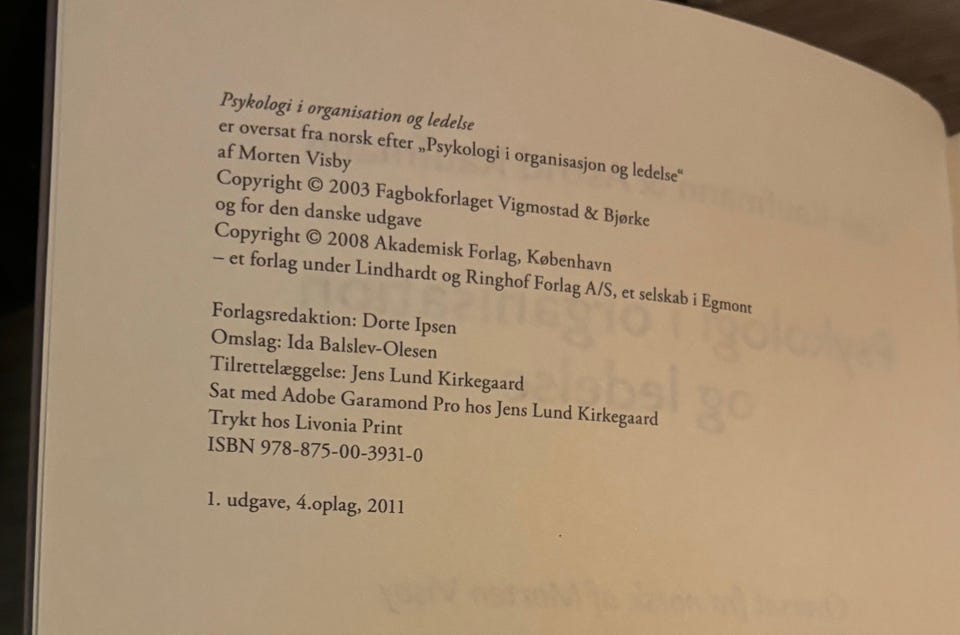 Psykologi i organisation og ledelse
er oversat fra norsk efter „Psykologi i organisasjon og ledelse“
af Morten Visby
Copyright © 2003 Fagbokforlaget Vigmostad & Bjørke
og for den danske udgave
Copyright © 2008 Akademisk Forlag, København
– et forlag under Lindhardt og Ringhof Forlag A/S, et selskab i Egmont
Forlagsredaktion: Dorte Ipsen
Omslag: Ida Balslev-Olesen
Tilrettelæggelse: Jens Lund Kirkegaard
Sat med Adobe Garamond Pro hos Jens Lund Kirkegaard
Trykt hos Livonia Print
ISBN 978-875-00-3931-0
1. udgave, 4.oplag, 2011